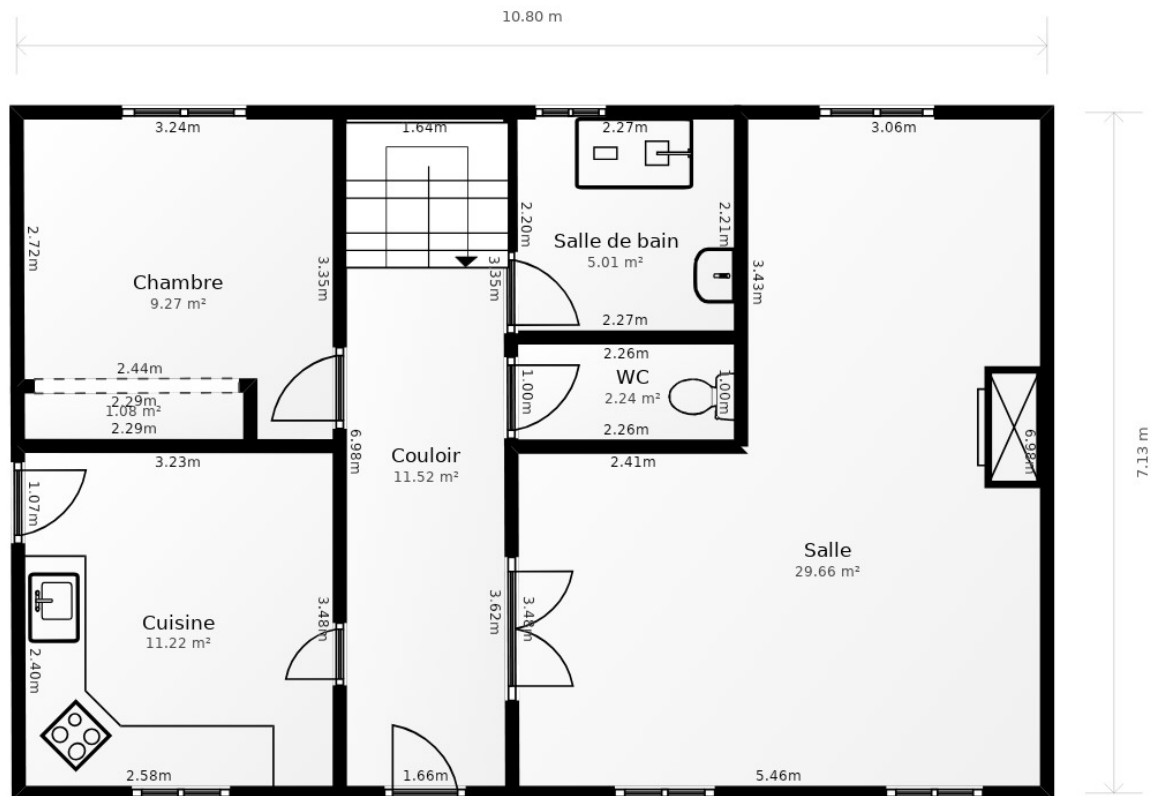 10.80 m
3.24m
1.64m
2.27m
3.06m
2.72m
3.35m
3.35m
2.20m
2.21m
3.43m
Salle de bain
5.01 m²
Chambre
9.27 m²
2.27m
2.26m
2.44m
2.29m
1.08 m²
2.29m
WC
2.24 m²
1.00m
1.00m
2.26m
6.98m
6.98m
7.13 m
Couloir
11.52 m²
3.23m
2.41m
1.07m
Salle
29.66 m²
Cuisine
11.22 m²
3.48m
3.62m
3.48m
2.40m
2.58m
1.66m
5.46m